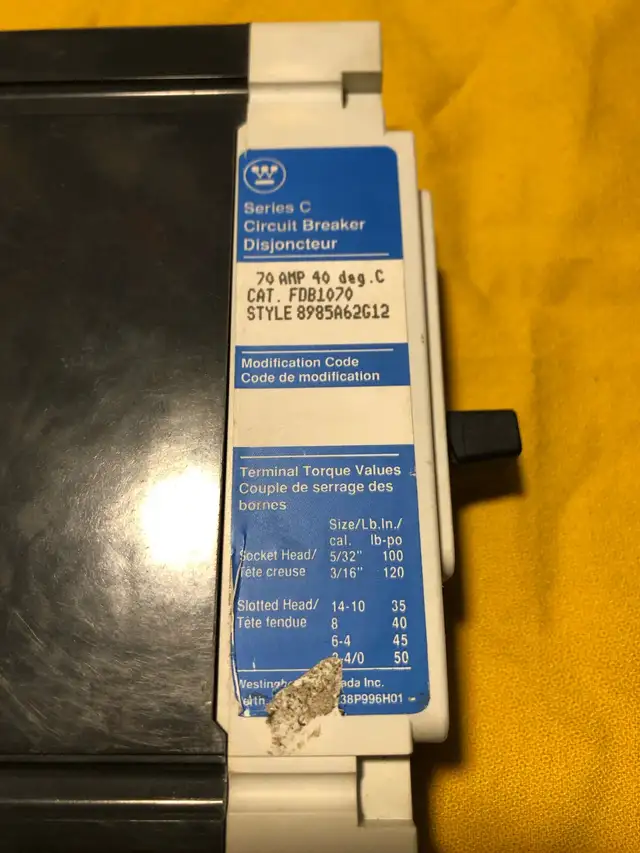 Series C
Circuit Breaker
Disjoncteur
70 AMP 40 deg.C
CAT. FDB1070
STYLE 8985A62G12
Modification Code
Code de modification
Terminal Torque Values
Couple de serrage des
bornes
Size/Lb.In./
cal. lb-po
Socket Head/ 5/32" 100
Tête creuse 3/16" 120
Slotted Head/ 14-10 35
Tête fendue 8 40
6-4 45
4/0 50
Inc.
38P996H01